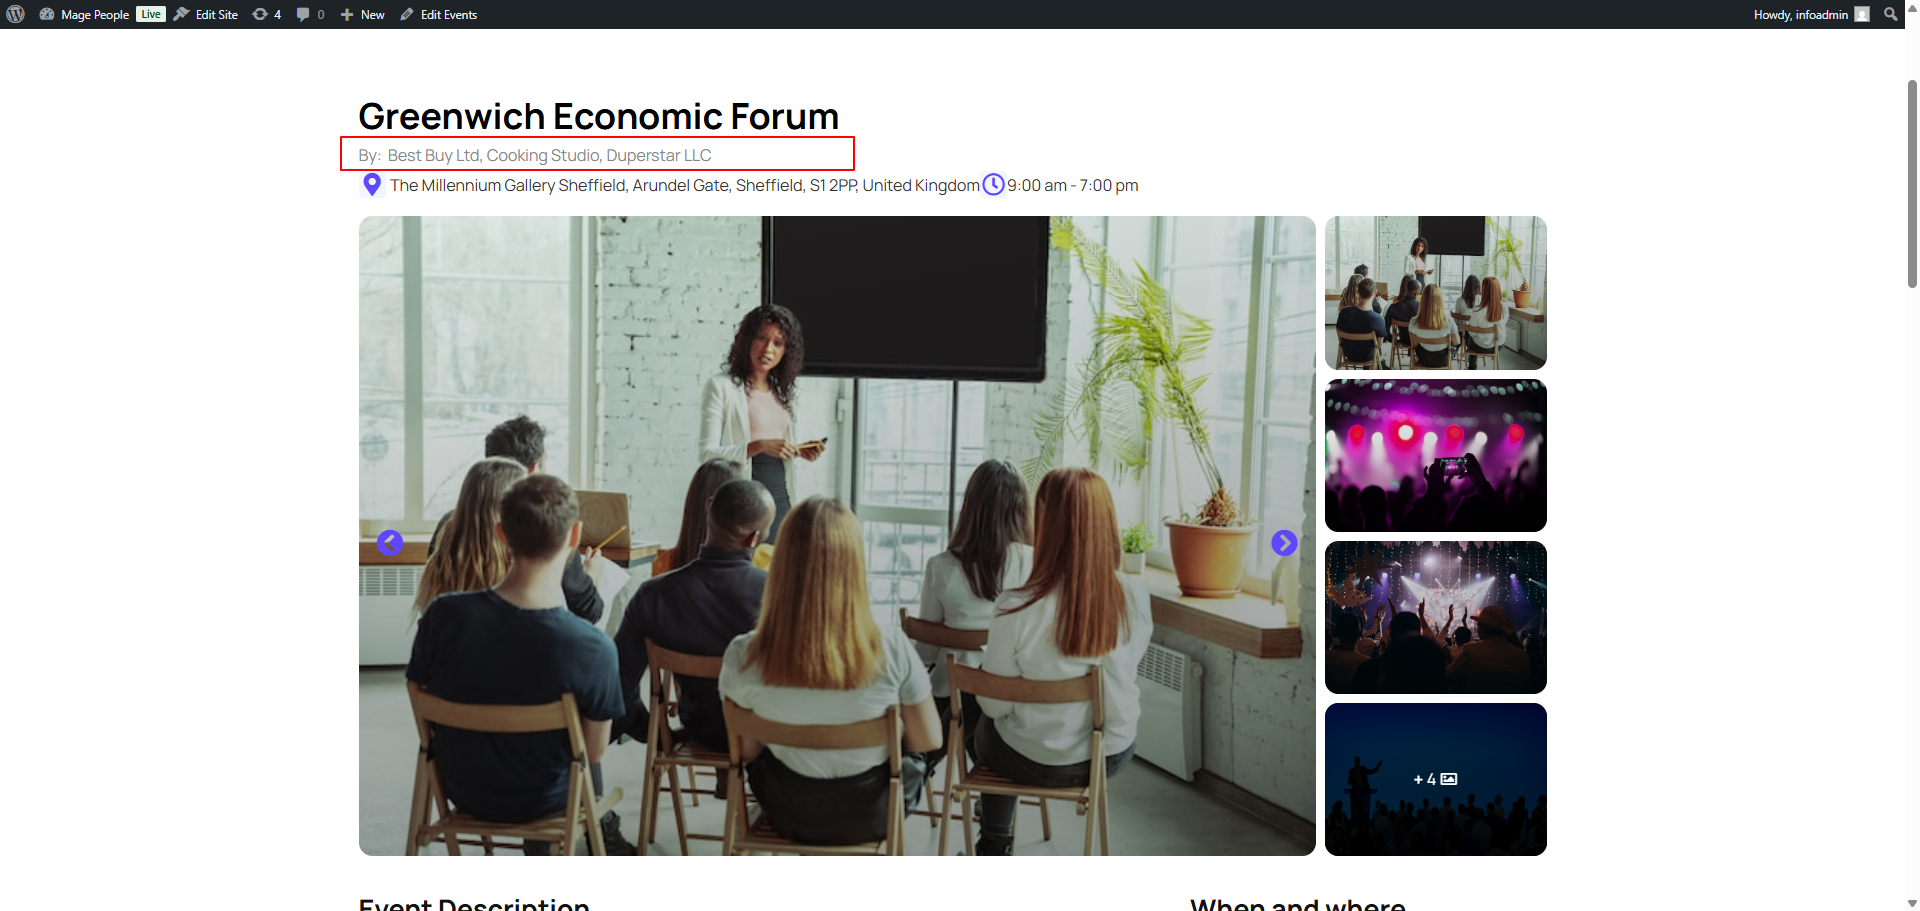 Mage People Live Edit Site 4 0 New Edit Events Howdy, infoadmin
Greenwich Economic Forum
By: Best Buy Ltd, Cooking Studio, Duperstar LLC
The Millennium Gallery Sheffield, Arundel Gate, Sheffield, S1 2PP, United Kingdom 9:00 am - 7:00 pm
+ 4
Event Description
When and where